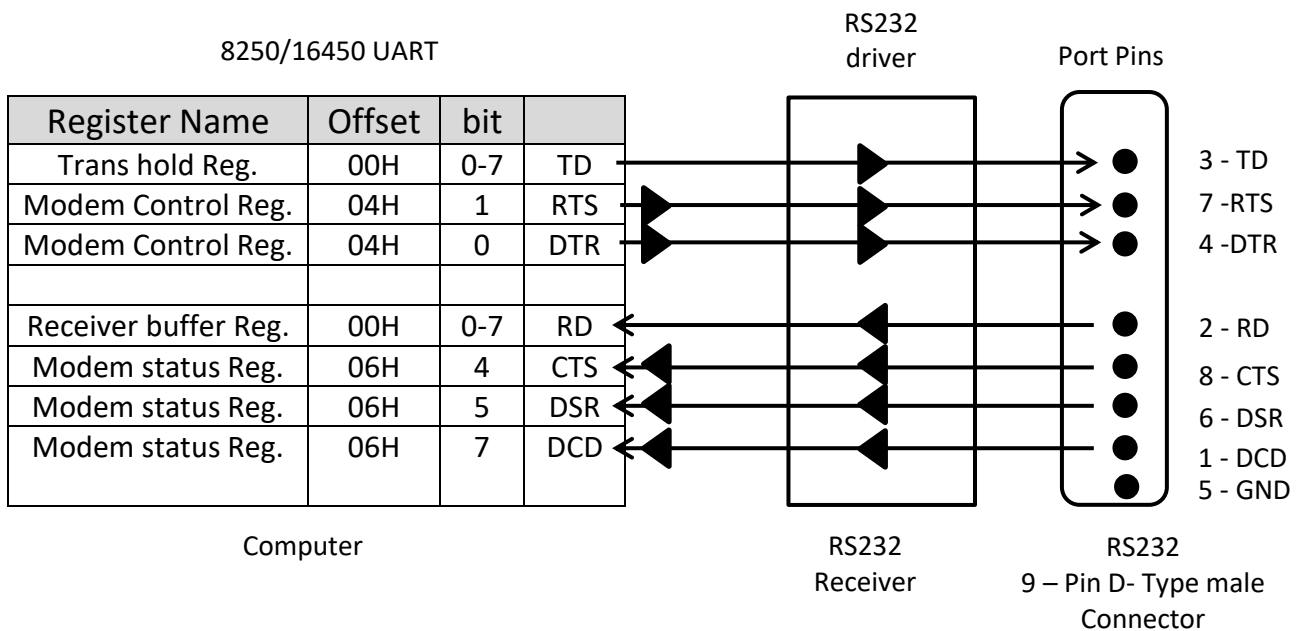 8250/16450 UART
RS232
driver
Port Pins
Register Name Offset bit
Trans hold Reg. 00H 0-7 TD
3 - TD
Modem Control Reg. 04H 1 RTS
7 -RTS
Modem Control Reg. 04H 0 DTR
4 -DTR
Receiver buffer Reg. 00H 0-7 RD
2 - RD
Modem status Reg. 06H 4 CTS
8 - CTS
Modem status Reg. 06H 5 DSR
6 - DSR
Modem status Reg. 06H 7 DCD
1 - DCD
5 - GND
Computer
RS232
Receiver
RS232
9 – Pin D- Type male
Connector